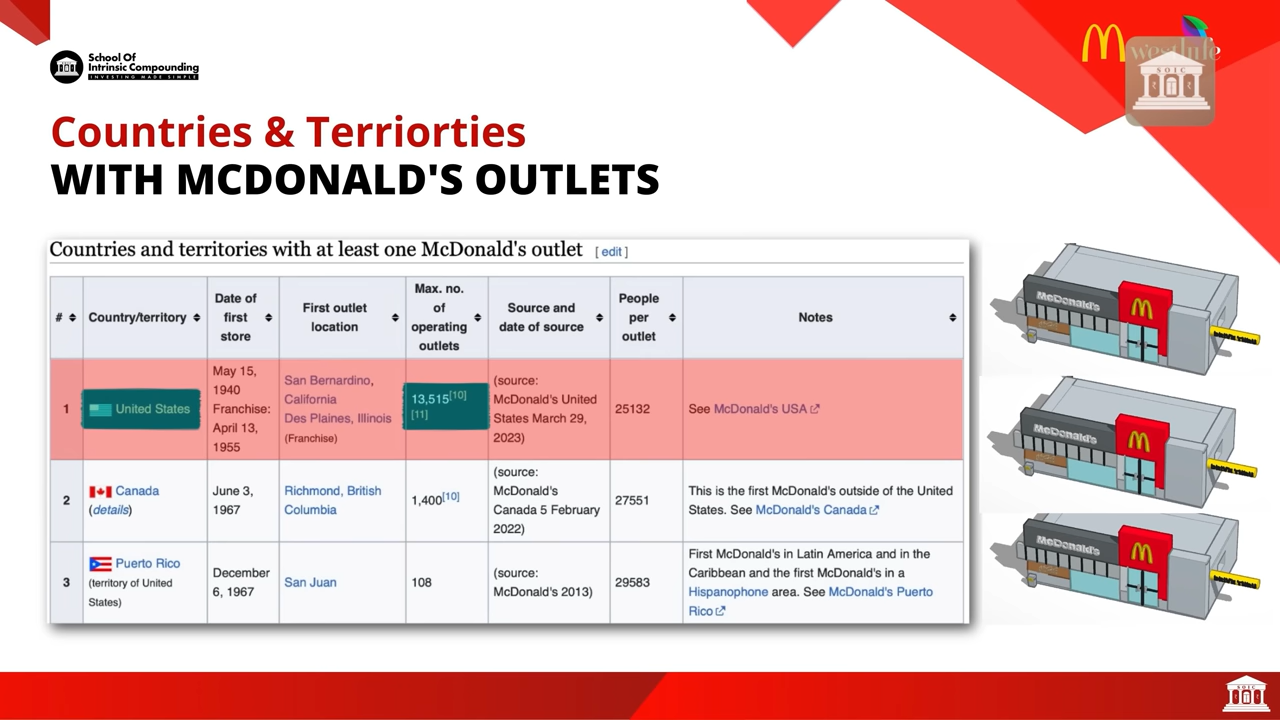 School Of
Intrinsic Compounding
INVESTING MADE SIMPLE
westlife
SOIC
Countries & Terriorties
WITH MCDONALD'S OUTLETS
Countries and territories with at least one McDonald's outlet [ edit ]
# Country/territory Date of first store First outlet location Max. no. of operating outlets Source and date of source People per outlet Notes
1 United States May 15, 1940 Franchise: April 13, 1955 San Bernardino, California Des Plaines, Illinois (Franchise) 13,515[10][11] (source: McDonald's United States March 29, 2023) 25132 See McDonald's USA
2 Canada (details) June 3, 1967 Richmond, British Columbia 1,400[10] (source: McDonald's Canada 5 February 2022) 27551 This is the first McDonald's outside of the United States. See McDonald's Canada
3 Puerto Rico (territory of United States) December 6, 1967 San Juan 108 (source: McDonald's 2013) 29583 First McDonald's in Latin America and in the Caribbean and the first McDonald's in a Hispanophone area. See McDonald's Puerto Rico
McDonald's
McDonald's
McDonald's
SOIC